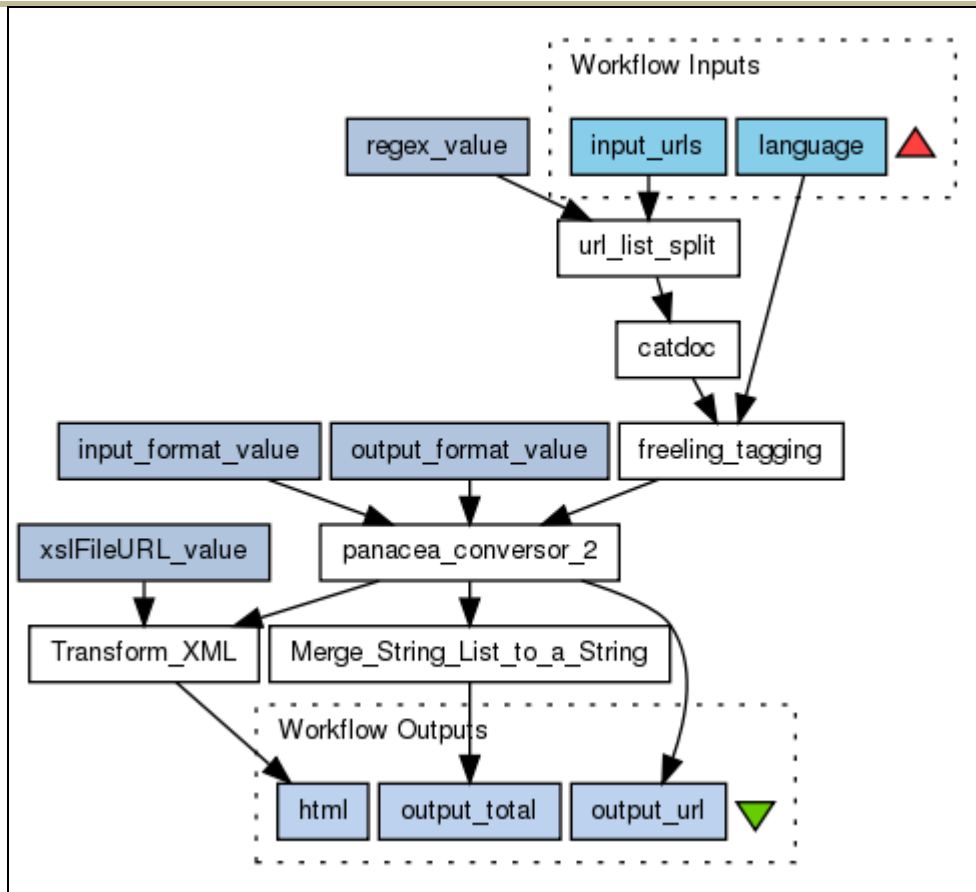 Workflow Inputs
regex_value
input_urls
language
url_list_split
catdoc
input_format_value
output_format_value
freeling_tagging
xslFileURL_value
panacea_conversor_2
Transform_XML
Merge_String_List_to_a_String
Workflow Outputs
html
output_total
output_url